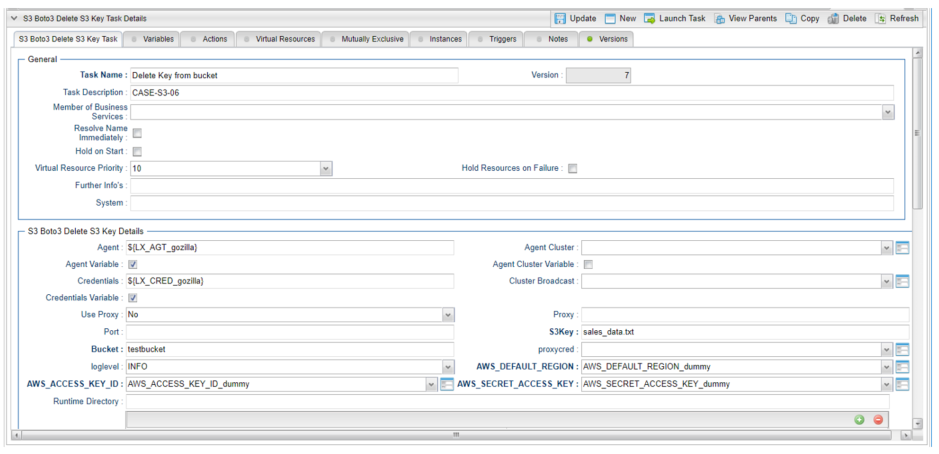 S3 Boto3 Delete S3 Key Task Details Update New Launch Task View Parents Copy Delete Refresh
S3 Boto3 Delete S3 Key Task Variables Actions Virtual Resources Mutually Exclusive Instances Triggers Notes Versions
General
Task Name : Delete Key from bucket Version : 7
Task Description : CASE-S3-06
Member of Business
Services :
Resolve Name
Immediately :
Hold on Start :
Virtual Resource Priority : 10 Hold Resources on Failure :
Further Info's :
System :
S3 Boto3 Delete S3 Key Details
Agent : ${LX_AGT_gozilla} Agent Cluster :
Agent Variable : Agent Cluster Variable :
Credentials : ${LX_CRED_gozilla} Cluster Broadcast :
Credentials Variable :
Use Proxy : No Proxy :
Port : S3Key : sales_data.txt
Bucket : testbucket proxycred :
loglevel : INFO AWS_DEFAULT_REGION : AWS_DEFAULT_REGION_dummy
AWS_ACCESS_KEY_ID : AWS_ACCESS_KEY_ID_dummy AWS_SECRET_ACCESS_KEY : AWS_SECRET_ACCESS_KEY_dummy
Runtime Directory :